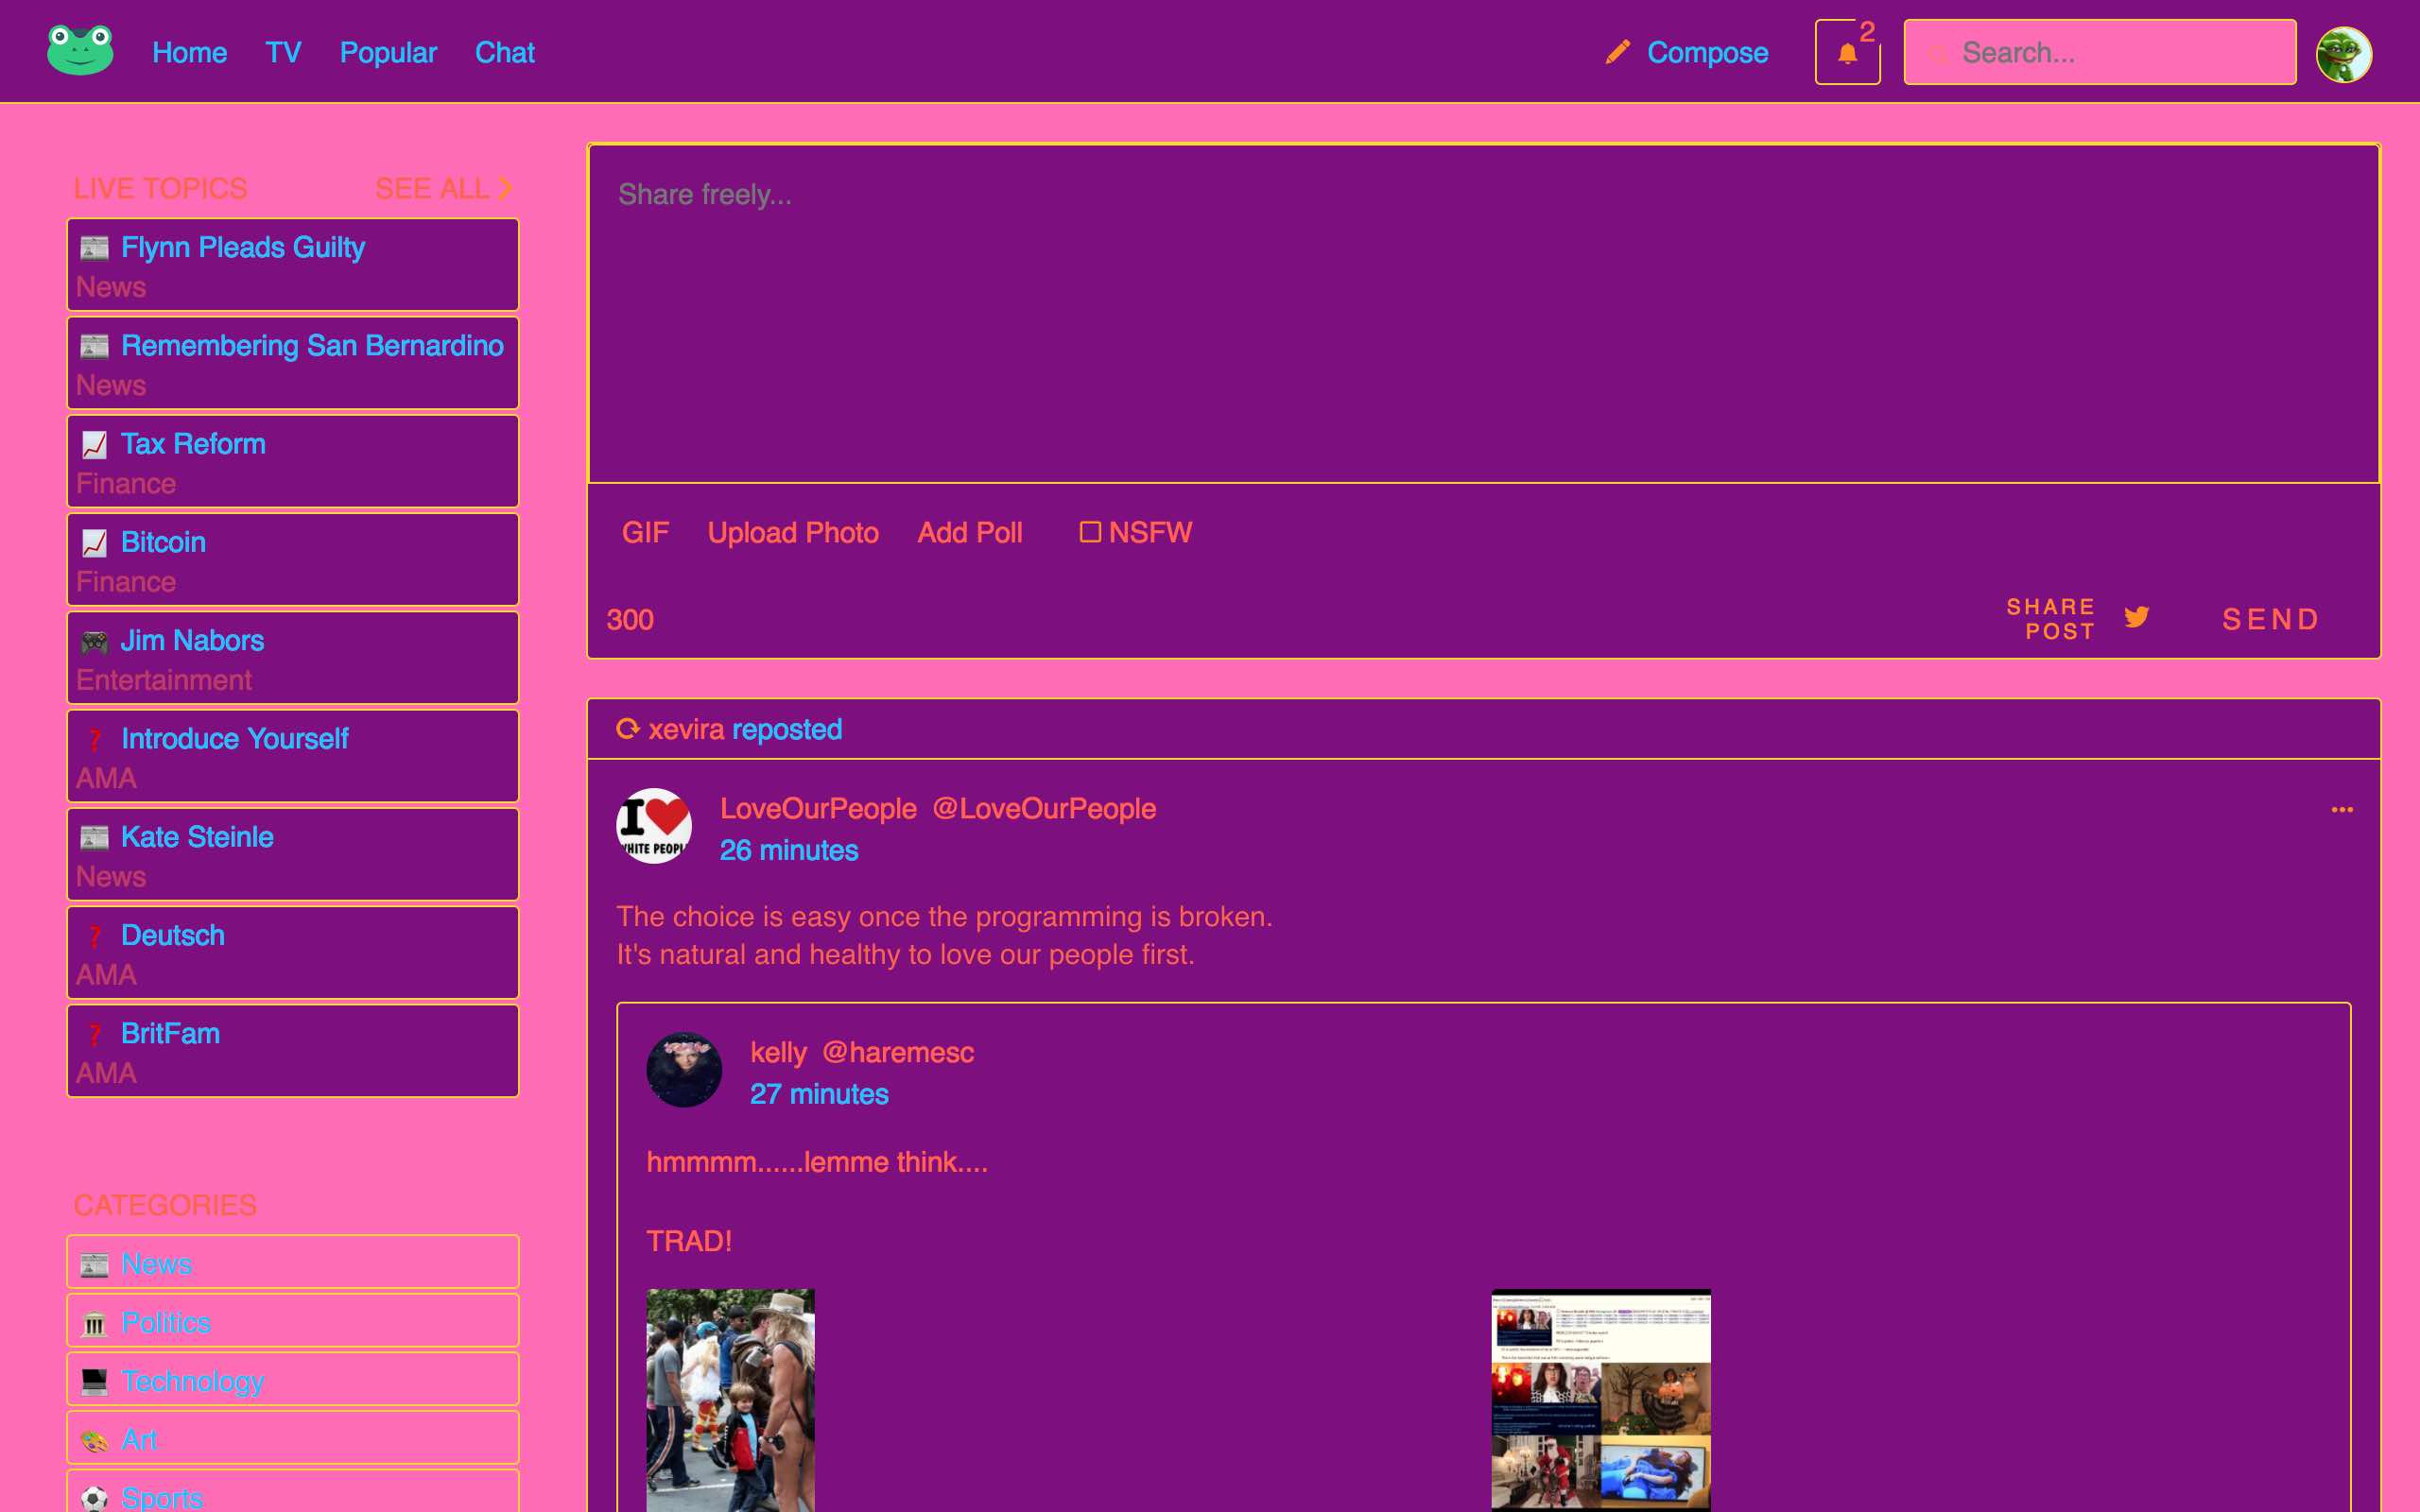 Home TV Popular Chat Compose 2 Search...
LIVE TOPICS SEE ALL
Flynn Pleads Guilty
News
Remembering San Bernardino
News
Tax Reform
Finance
Bitcoin
Finance
Jim Nabors
Entertainment
Introduce Yourself
AMA
Kate Steinle
News
Deutsch
AMA
BritFam
AMA
CATEGORIES
News
Politics
Technology
Art
Sports
Share freely...
GIF Upload Photo Add Poll NSFW
300 SHARE POST SEND
xevira reposted
I
WHITE PEOPL
LoveOurPeople @LoveOurPeople
26 minutes
The choice is easy once the programming is broken.
It's natural and healthy to love our people first.
kelly @haremesc
27 minutes
hmmmm......lemme think....
TRAD!